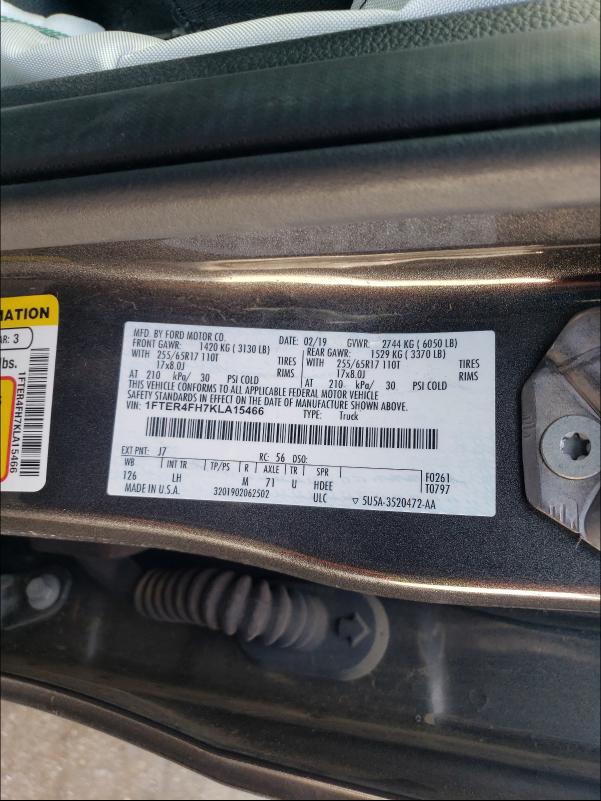 MATION
AR: 3
lbs.
1FTER4FH7KLA15466
MFD. BY FORD MOTOR CO. DATE: 02/19 GVWR: 2744 KG ( 6050 LB)
FRONT GAWR: 1420 KG ( 3130 LB) REAR GAWR: 1529 KG ( 3370 LB)
WITH 255/65R17 110T TIRES WITH 255/65R17 110T TIRES
17x8.0J RIMS 17x8.0J RIMS
AT 210 kPa/ 30 PSI COLD AT 210 kPa/ 30 PSI COLD
THIS VEHICLE CONFORMS TO ALL APPLICABLE FEDERAL MOTOR VEHICLE
SAFETY STANDARDS IN EFFECT ON THE DATE OF MANUFACTURE SHOWN ABOVE.
VIN: 1FTER4FH7KLA15466 TYPE: Truck
EXT PNT: J7 RC: 56 DSO:
WB INT TR TP/PS R AXLE TR SPR F0261
126 LH M 71 U HDEE T0797
MADE IN U.S.A. 3201902062502 ULC ▽ 5U5A-3520472-AA